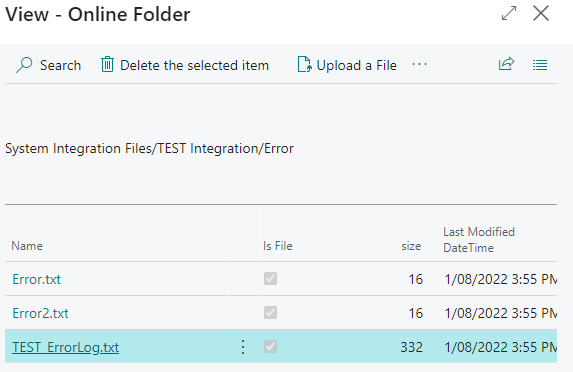 View - Online Folder
Search Delete the selected item Upload a File ···
System Integration Files/TEST Integration/Error
Name Is File size Last Modified
DateTime
Error.txt 16 1/08/2022 3:55 PM
Error2.txt 16 1/08/2022 3:55 PM
TEST_ErrorLog.txt 332 1/08/2022 3:55 PM